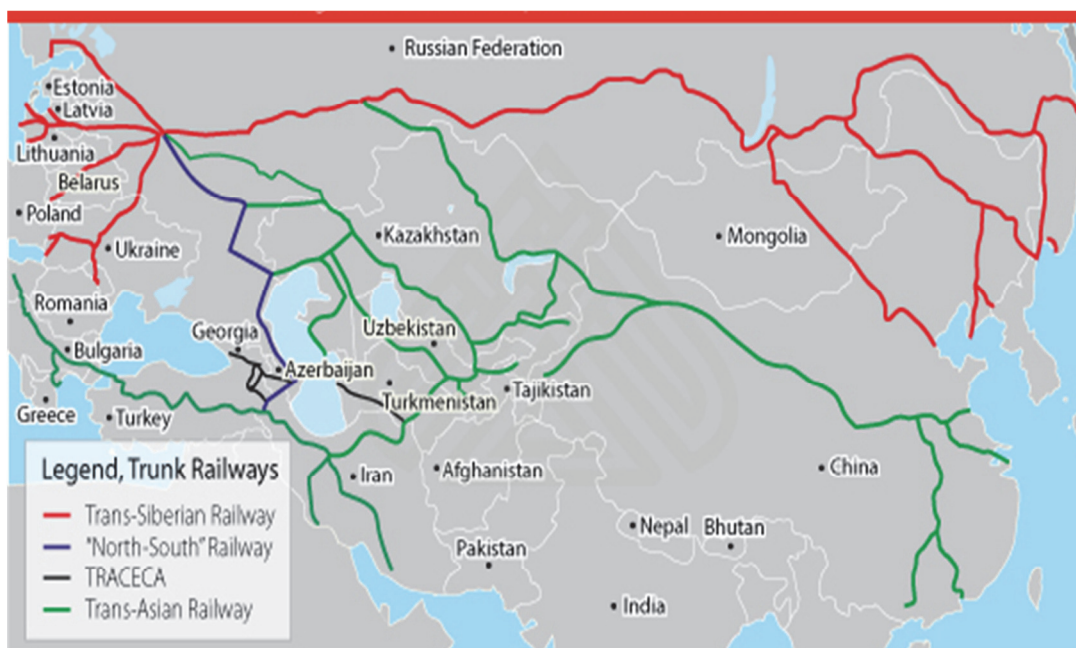 Russian Federation
Estonia
Latvia
Lithuania
Belarus
Poland
Ukraine
Kazakhstan
Mongolia
Romania
Georgia
Uzbekistan
Bulgaria
Azerbaijan
Tajikistan
Turkmenistan
Greece
Turkey
Iran
Afghanistan
China
Nepal
Bhutan
Pakistan
India
Legend, Trunk Railways
Trans-Siberian Railway
"North-South" Railway
TRACECA
Trans-Asian Railway